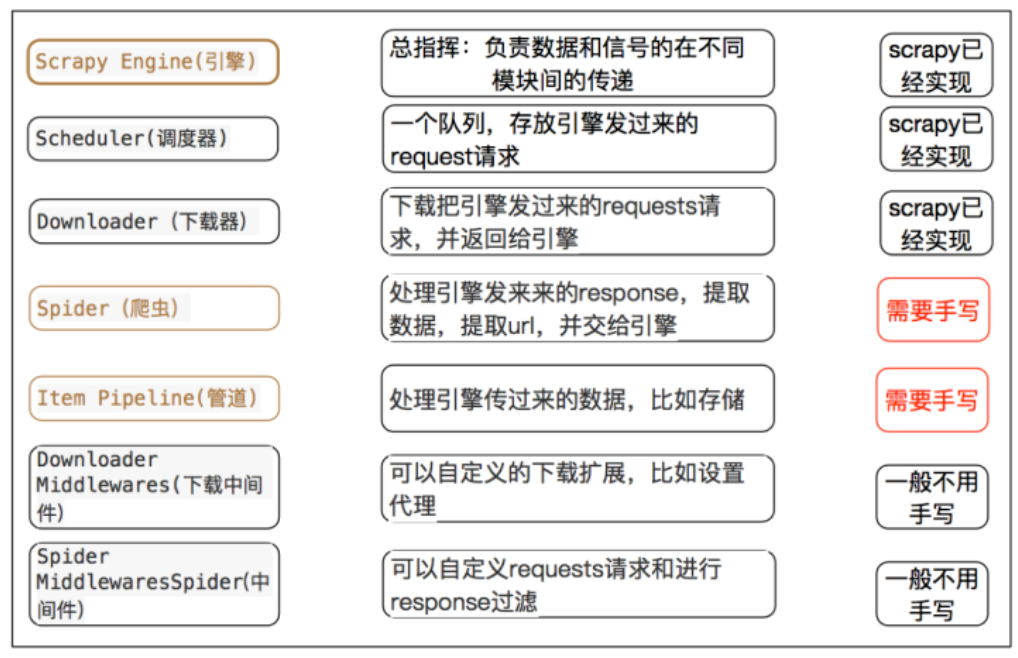 Scrapy Engine(引擎)
总指挥：负责数据和信号的在不同
模块间的传递
scrapy已
经实现
Scheduler(调度器)
一个队列，存放引擎发过来的
request请求
scrapy已
经实现
Downloader（下载器）
下载把引擎发过来的requests请
求，并返回给引擎
scrapy已
经实现
Spider（爬虫）
处理引擎发来来的response，提取
数据，提取url，并交给引擎
需要手写
Item Pipeline(管道)
处理引擎传过来的数据，比如存储
需要手写
Downloader
Middlewares(下载中间
件)
可以自定义的下载扩展，比如设置
代理
一般不用
手写
Spider
MiddlewaresSpider(中
间件)
可以自定义requests请求和进行
response过滤
一般不用
手写